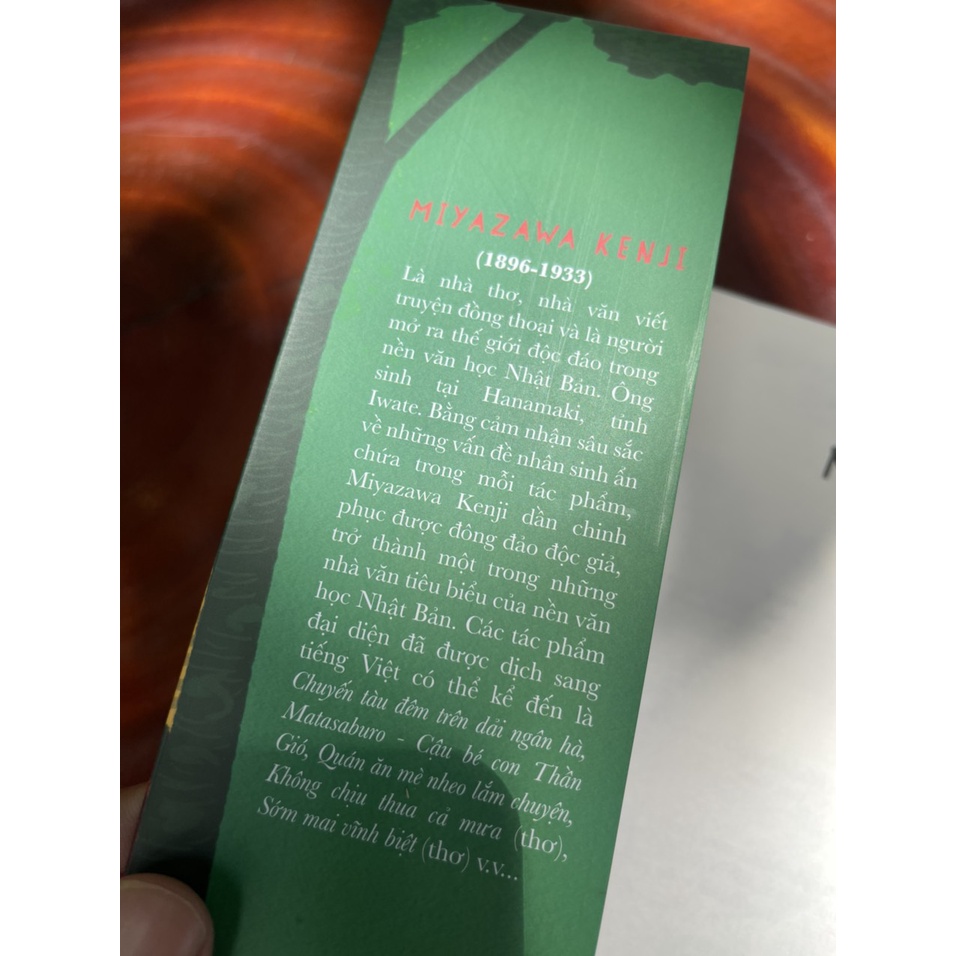 MIYAZAWA KENJI
(1896-1933)
Là nhà thơ, nhà văn viết
truyện đồng thoại và là người
mở ra thế giới độc đáo trong
nền văn học Nhật Bản. Ông
sinh tại Hanamaki, tỉnh
Iwate. Bằng cảm nhận sâu sắc
về những vấn đề nhân sinh ẩn
chứa trong mỗi tác phẩm,
Miyazawa Kenji dần chinh
phục được đông đảo độc giả,
trở thành một trong những
nhà văn tiêu biểu của nền văn
học Nhật Bản. Các tác phẩm
đại diện đã được dịch sang
tiếng Việt có thể kể đến là
Chuyến tàu đêm trên dải ngân hà,
Matasaburo - Cậu bé con Thần
Gió, Quán ăn mè nheo lắm chuyện,
Không chịu thua cả mưa (thơ),
Sớm mai vĩnh biệt (thơ) v.v...